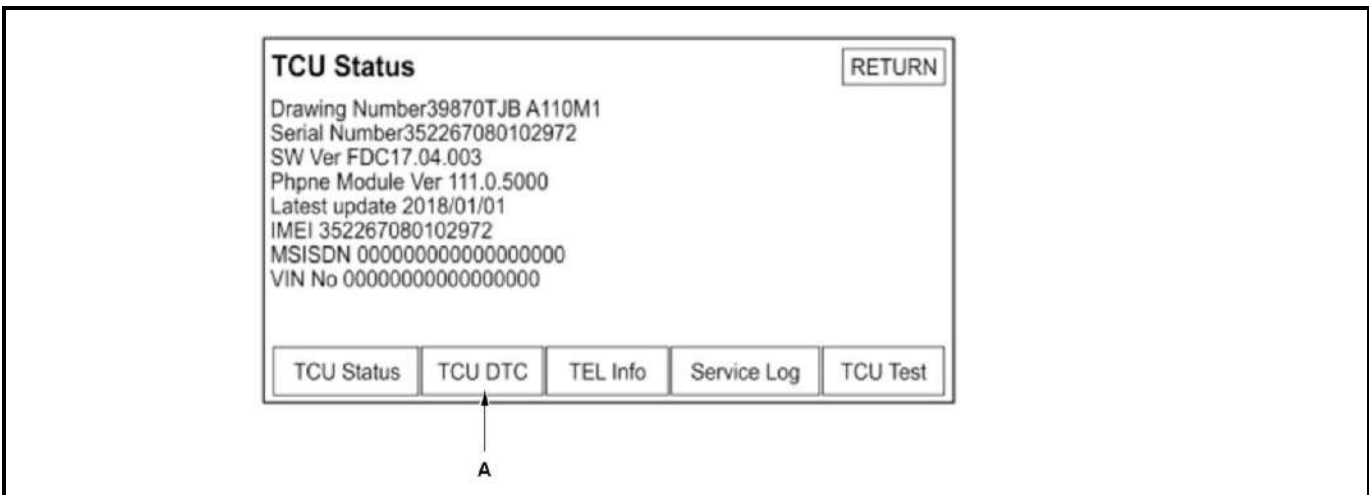 TCU Status
RETURN
Drawing Number39870TJB A110M1
Serial Number352267080102972
SW Ver FDC17.04.003
Phpne Module Ver 111.0.5000
Latest update 2018/01/01
IMEI 352267080102972
MSISDN 000000000000000000
VIN No 00000000000000000
TCU Status
TCU DTC
TEL Info
Service Log
TCU Test
A